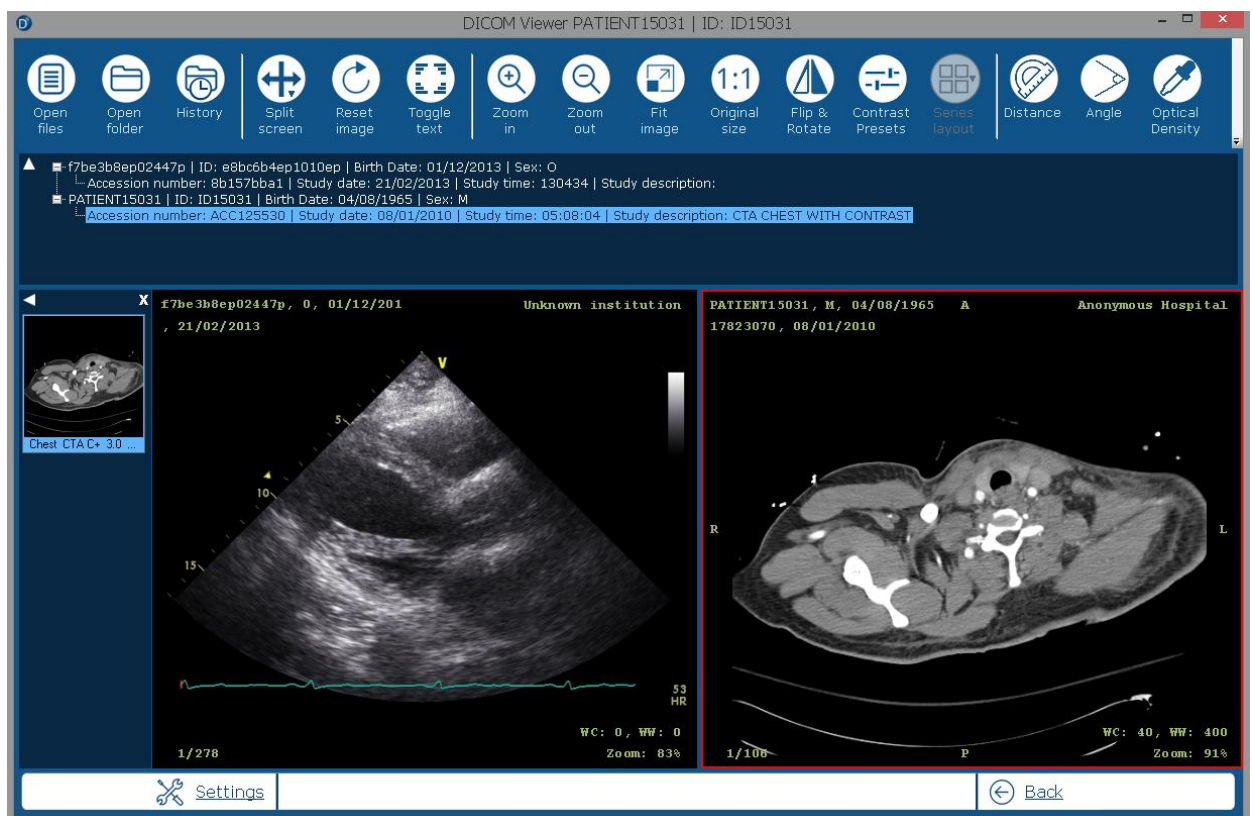 DICOM Viewer PATIENT15031 | ID: ID15031
Open files
Open folder
History
Split screen
Reset image
Toggle text
Zoom in
Zoom out
Fit image
1:1
Original size
Flip & Rotate
Contrast Presets
Series layout
Distance
Angle
Optical Density
f7be3b8ep02447p | ID: e8bc6b4ep1010ep | Birth Date: 01/12/2013 | Sex: O
Accession number: 8b157bba1 | Study date: 21/02/2013 | Study time: 130434 | Study description:
PATIENT15031 | ID: ID15031 | Birth Date: 04/08/1965 | Sex: M
Accession number: ACC125530 | Study date: 08/01/2010 | Study time: 05:08:04 | Study description: CTA CHEST WITH CONTRAST
X
Chest CTA C+ 3.0 ...
f7be3b8ep02447p, O, 01/12/201
Unknown institution
, 21/02/2013
V
5
10
15
53
HR
WC: 0, WW: 0
1/278
Zoom: 83%
PATIENT15031, M, 04/08/1965
A
Anonymous Hospital
17823070, 08/01/2010
R
L
WC: 40, WW: 400
1/106
P
Zoom: 91%
Settings
Back